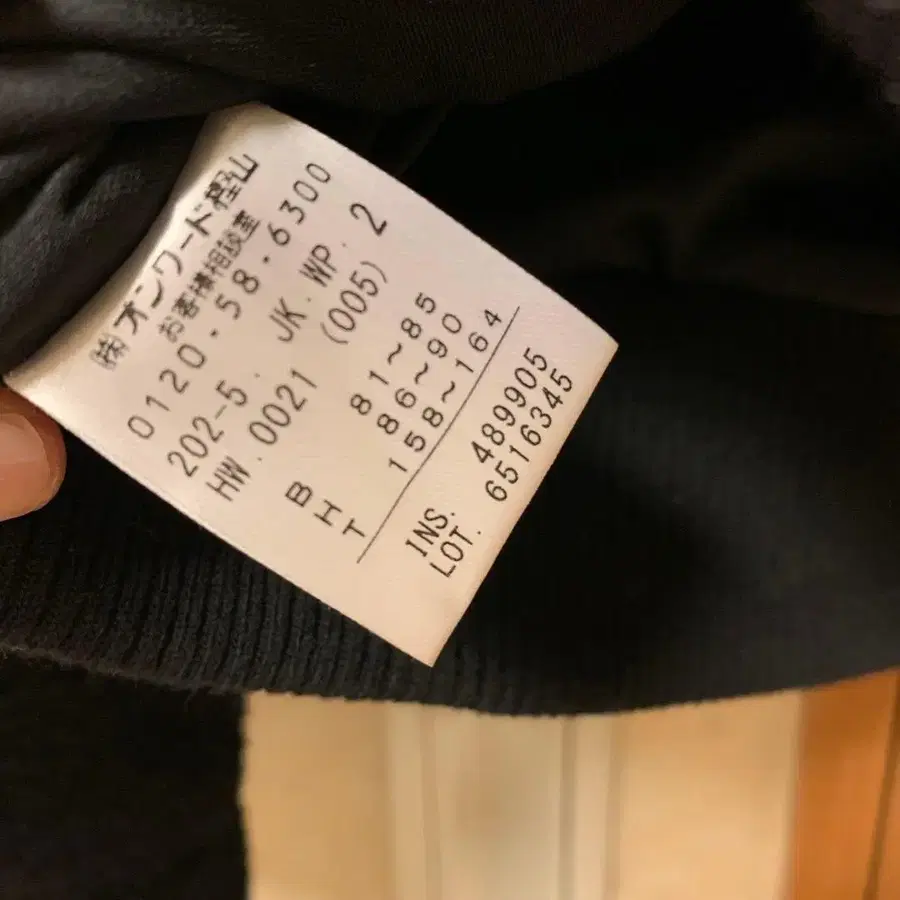 ㈱オンワード樫山
お客様相談室
0120・58・6300
202-5. JK. WP. 2
HW. 0021 (005)
B 81~85
H 86~90
T 158~164
INS. 489905
LOT. 6516345